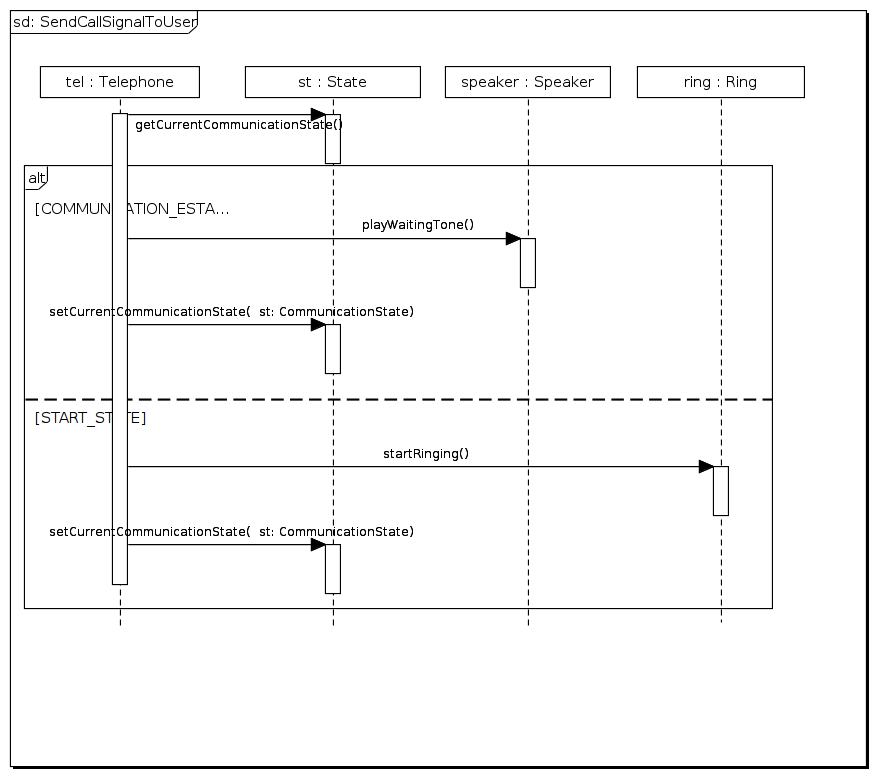 sd: SendCallSignalToUser
tel : Telephone
st : State
speaker : Speaker
ring : Ring
getCurrentCommunicationState()
alt
[COMMUNICATION_ESTA...
playWaitingTone()
setCurrentCommunicationState( st: CommunicationState)
[START_STATE]
startRinging()
setCurrentCommunicationState( st: CommunicationState)